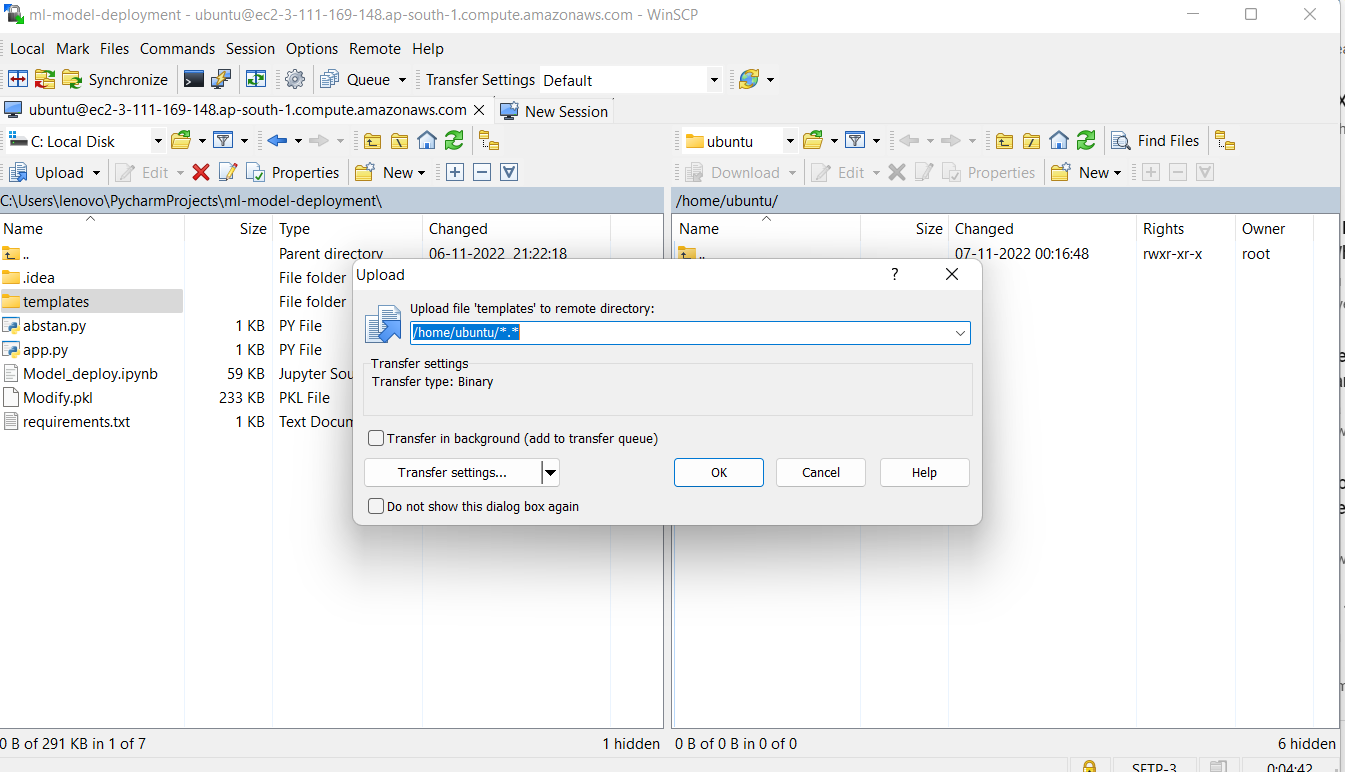 ml-model-deployment - ubuntu@ec2-3-111-169-148.ap-south-1.compute.amazonaws.com - WinSCP
Local Mark Files Commands Session Options Remote Help
Synchronize Queue Transfer Settings Default
ubuntu@ec2-3-111-169-148.ap-south-1.compute.amazonaws.com New Session
C: Local Disk
ubuntu Find Files
Upload Edit Properties New
Download Edit Properties New
C:\Users\lenovo\PycharmProjects\ml-model-deployment\
/home/ubuntu/
Name Size Type Changed
.. Parent directory 06-11-2022 21:22:18
.idea File folder
templates File folder
abstan.py 1 KB PY File
app.py 1 KB PY File
Model_deploy.ipynb 59 KB Jupyter Sou
Modify.pkl 233 KB PKL File
requirements.txt 1 KB Text Docum
Name Size Changed Rights Owner
.. 07-11-2022 00:16:48 rwxr-xr-x root
Upload ?
Upload file 'templates' to remote directory:
/home/ubuntu/*.*
Transfer settings
Transfer type: Binary
Transfer in background (add to transfer queue)
Transfer settings... OK Cancel Help
Do not show this dialog box again
0 B of 291 KB in 1 of 7 1 hidden
0 B of 0 B in 0 of 0 6 hidden
SFTP-3 0:04:42